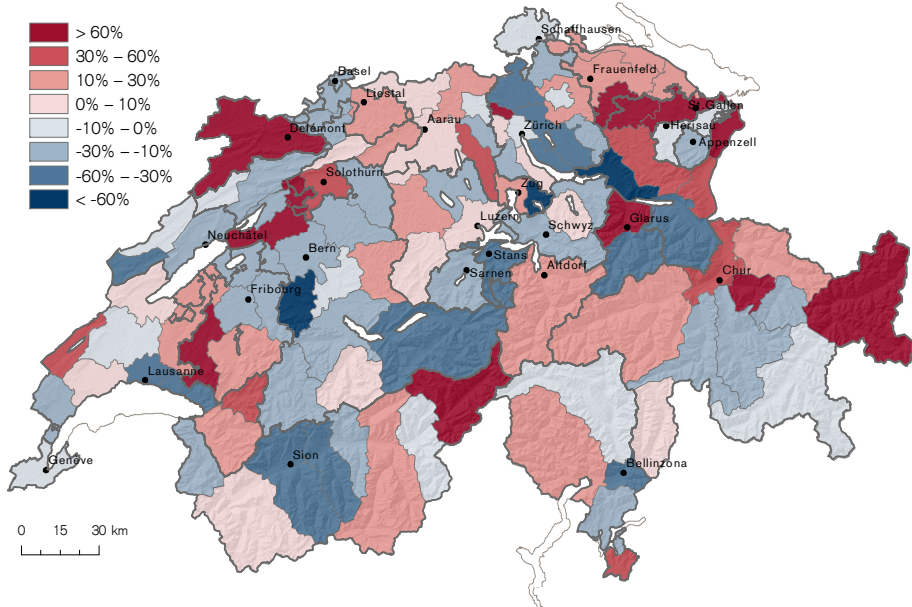 > 60%
30% – 60%
10% – 30%
0% – 10%
-10% – 0%
-30% – -10%
-60% – -30%
< -60%
Schaffhausen
Basel
Frauenfeld
Liestal
St.Gallen
Delémont
Aarau
Zürich
Herisau
Appenzell
Solothurn
Zug
Luzern
Glarus
Neuchâtel
Schwyz
Bern
Stans
Sarnen
Altdorf
Chur
Fribourg
Lausanne
Sion
Genève
Bellinzona
0 15 30 km